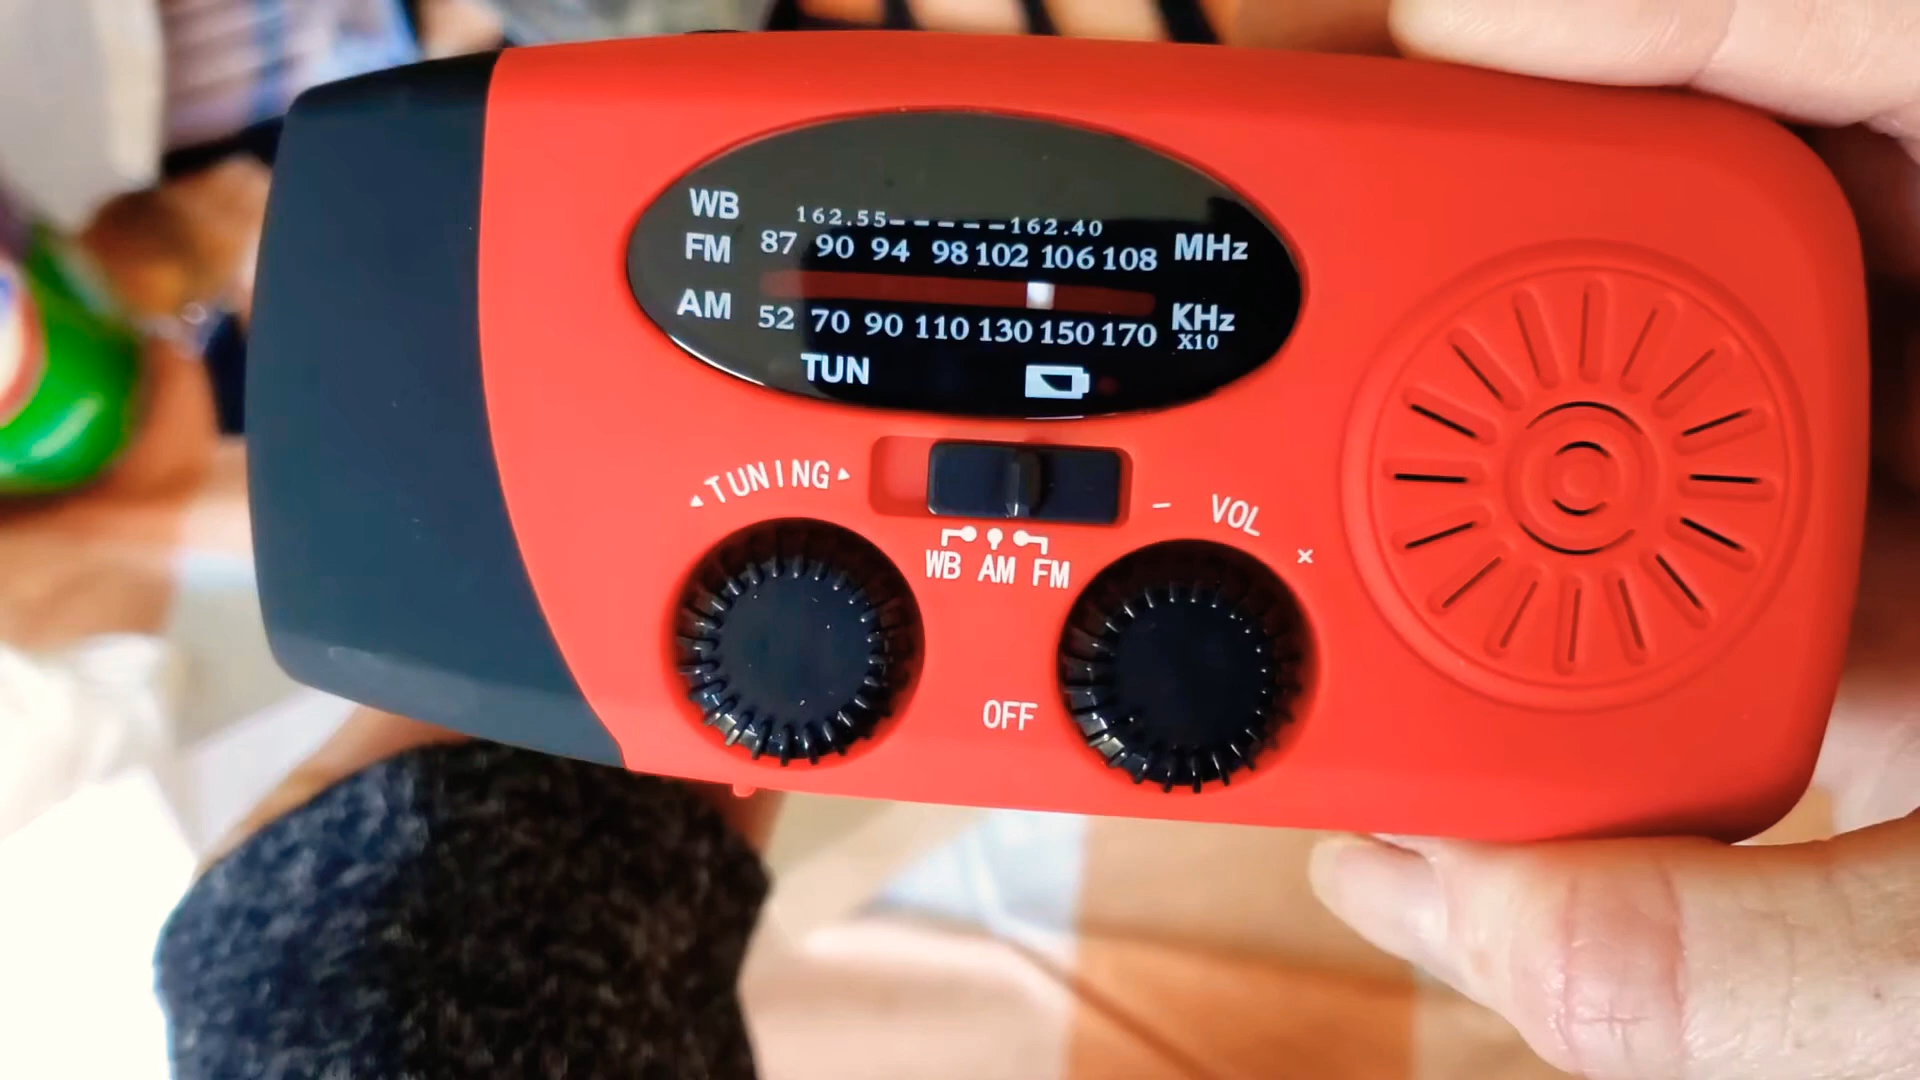 WB 162.55-----162.40
FM 87 90 94 98 102 106 108 MHz
AM 52 70 90 110 130 150 170 KHz
X10
TUN
◂TUNING▸
- VOL +
WB AM FM
OFF